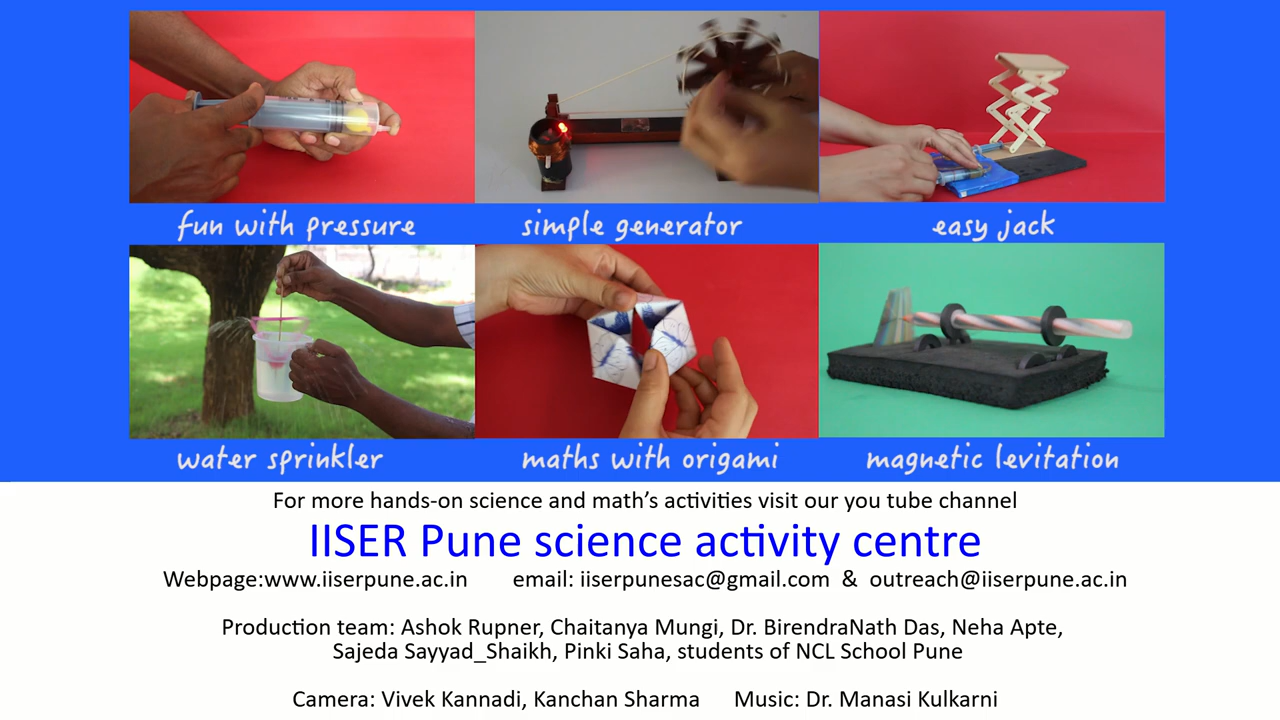 fun with pressure
simple generator
easy jack
water sprinkler
maths with origami
magnetic levitation
For more hands-on science and math's activities visit our you tube channel
IISER Pune science activity centre
Webpage:www.iiserpune.ac.in email: iiserpunesac@gmail.com & outreach@iiserpune.ac.in
Production team: Ashok Rupner, Chaitanya Mungi, Dr. BirendraNath Das, Neha Apte,
Sajeda Sayyad_Shaikh, Pinki Saha, students of NCL School Pune
Camera: Vivek Kannadi, Kanchan Sharma Music: Dr. Manasi Kulkarni